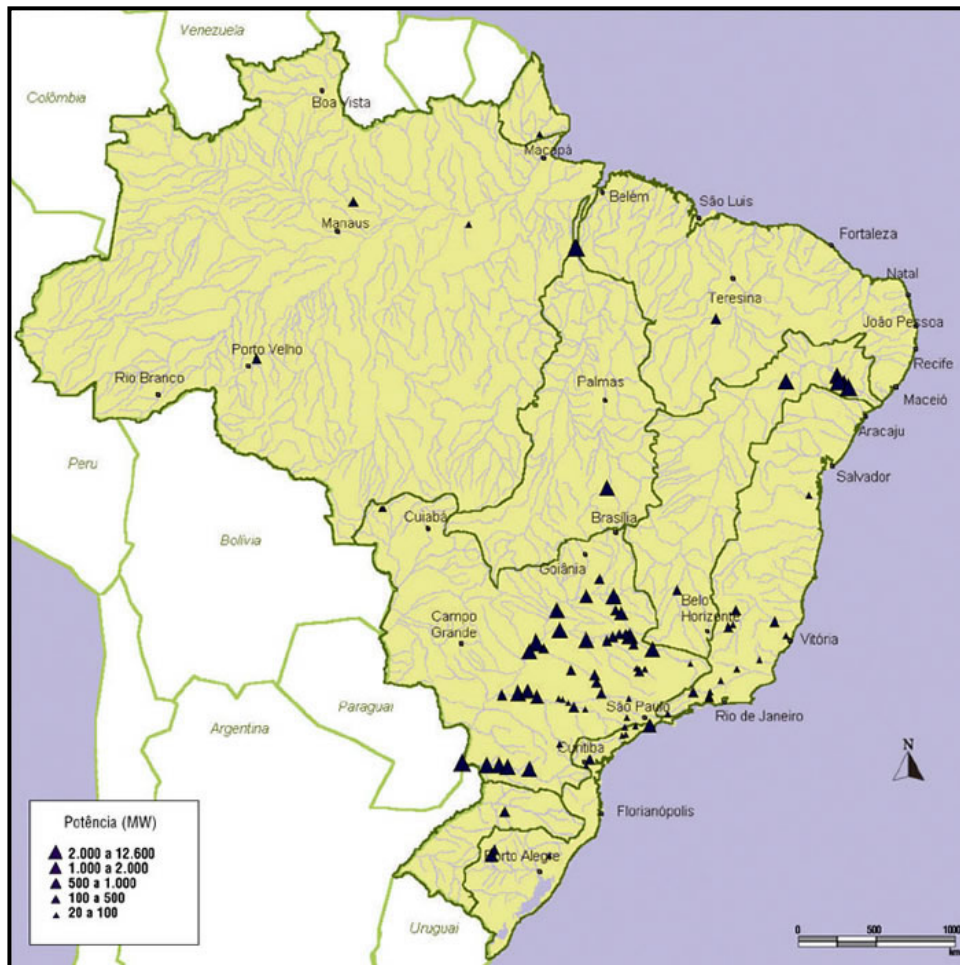 Venezuela
Colômbia
Boa Vista
Macapá
Belém
São Luis
Manaus
Fortaleza
Teresina
Natal
João Pessoa
Porto Velho
Recife
Rio Branco
Palmas
Maceió
Aracaju
Peru
Salvador
Cuiabá
Brasília
Bolívia
Goiânia
Campo
Grande
Belo
Horizonte
Vitória
Paraguai
São Paulo
Rio de Janeiro
Argentina
Curitiba
N
Florianópolis
Porto Alegre
Uruguai
Potência (MW)
2.000 a 12.600
1.000 a 2.000
500 a 1.000
100 a 500
20 a 100
0 500 1000
km